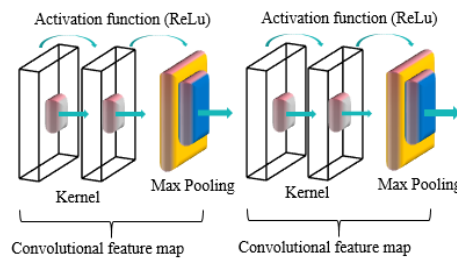 Activation function (ReLu)
Activation function (ReLu)
Kernel
Max Pooling
Kernel
Max Pooling
Convolutional feature map
Convolutional feature map